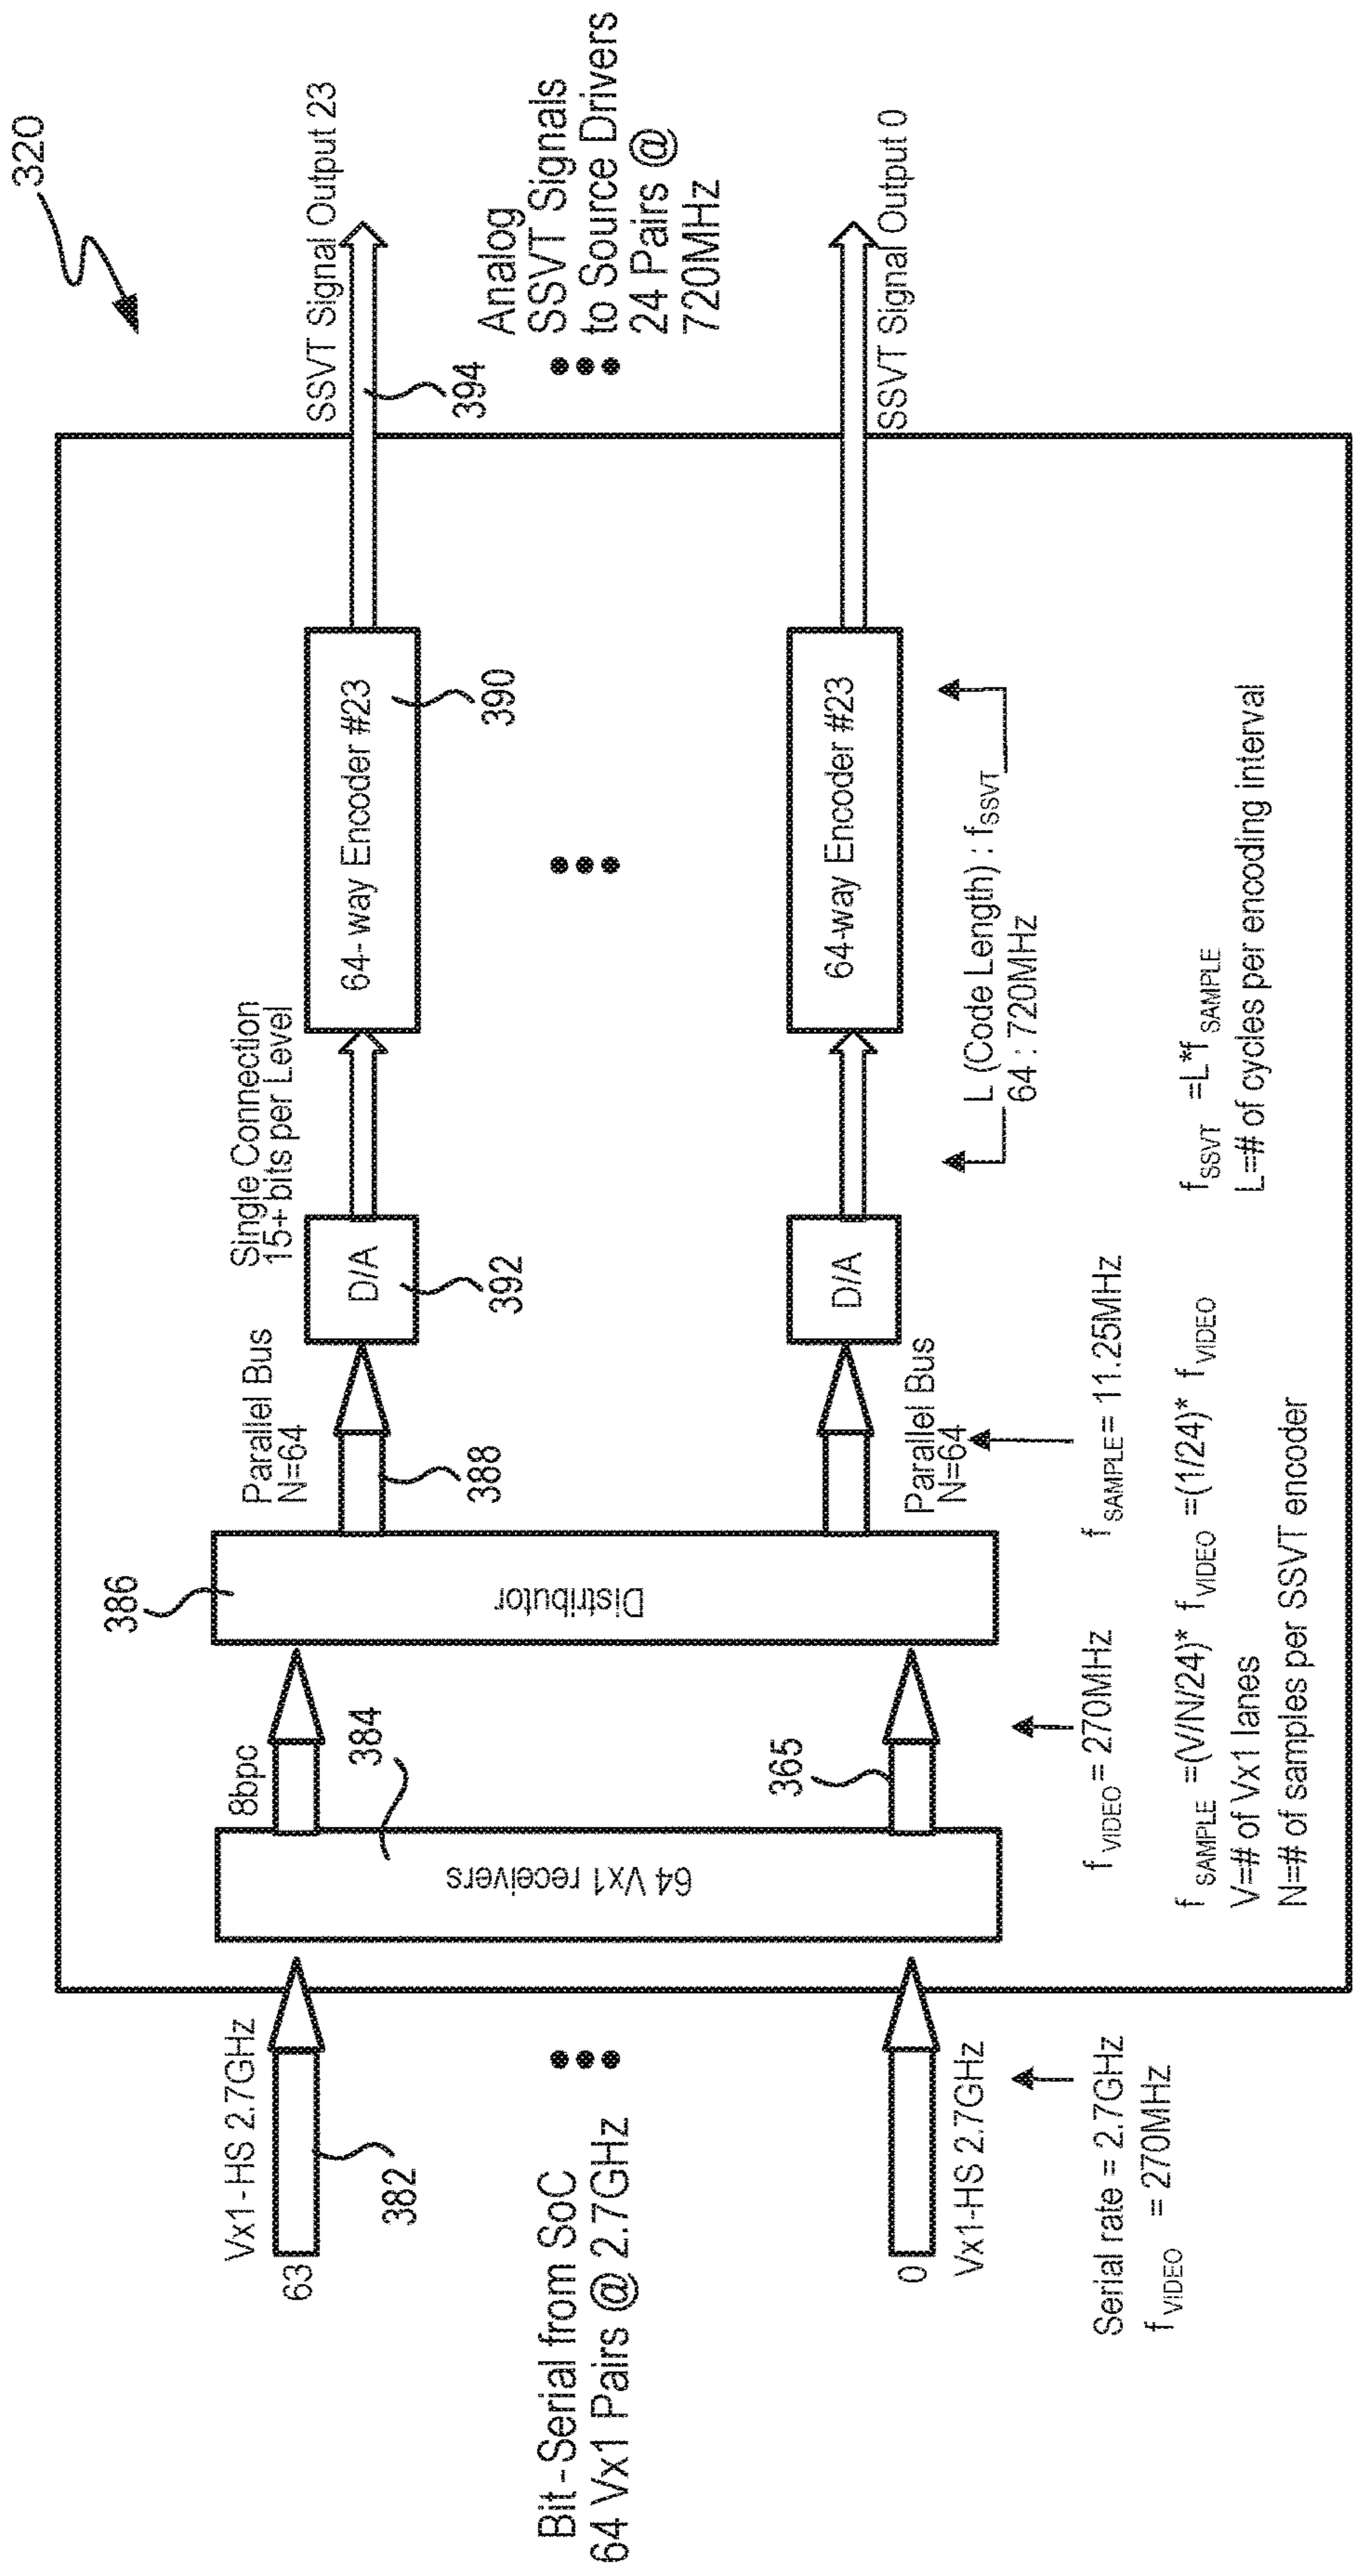 320
Bit - Serial from SoC
64 Vx1 Pairs @ 2.7GHz
Vx1 - HS 2.7GHz
63
382
0
Vx1-HS 2.7GHz
Serial rate = 2.7GHz
fVIDEO = 270MHz
64 Vx1 receivers
384
8bpc
365
fVIDEO = 270MHz
386
Distributor
Parallel Bus
N=64
388
Parallel Bus
N=64
fSAMPLE = 11.25MHz
fSAMPLE =(V/N/24)* fVIDEO =(1/24)* fVIDEO
V=# of Vx1 lanes
N=# of samples per SSVT encoder
D/A
392
D/A
Single Connection
15+ bits per Level
64- way Encoder #23
390
64-way Encoder #23
L (Code Length) : fSSVT
64 : 720MHz
fSSVT =L*fSAMPLE
L=# of cycles per encoding interval
SSVT Signal Output 23
394
Analog
SSVT Signals
to Source Drivers
24 Pairs @
720MHz
SSVT Signal Output 0